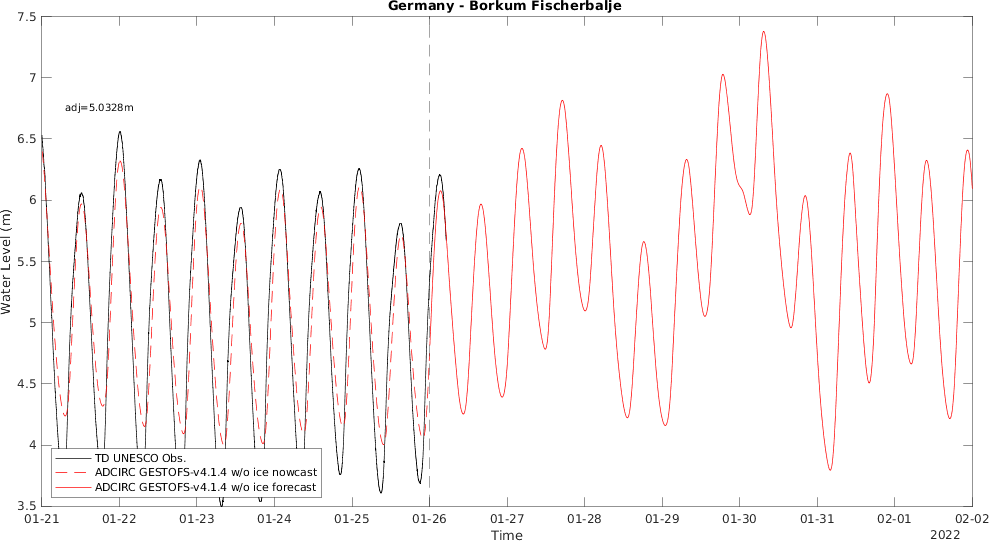 Germany - Borkum Fischerbalje
7.5
7
6.5
6
5.5
5
4.5
4
3.5
Water Level (m)
adj=5.0328m
TD UNESCO Obs.
ADCIRC GESTOFS-v4.1.4 w/o ice nowcast
ADCIRC GESTOFS-v4.1.4 w/o ice forecast
01-21 01-22 01-23 01-24 01-25 01-26 01-27 01-28 01-29 01-30 01-31 02-01 02-02
Time
2022